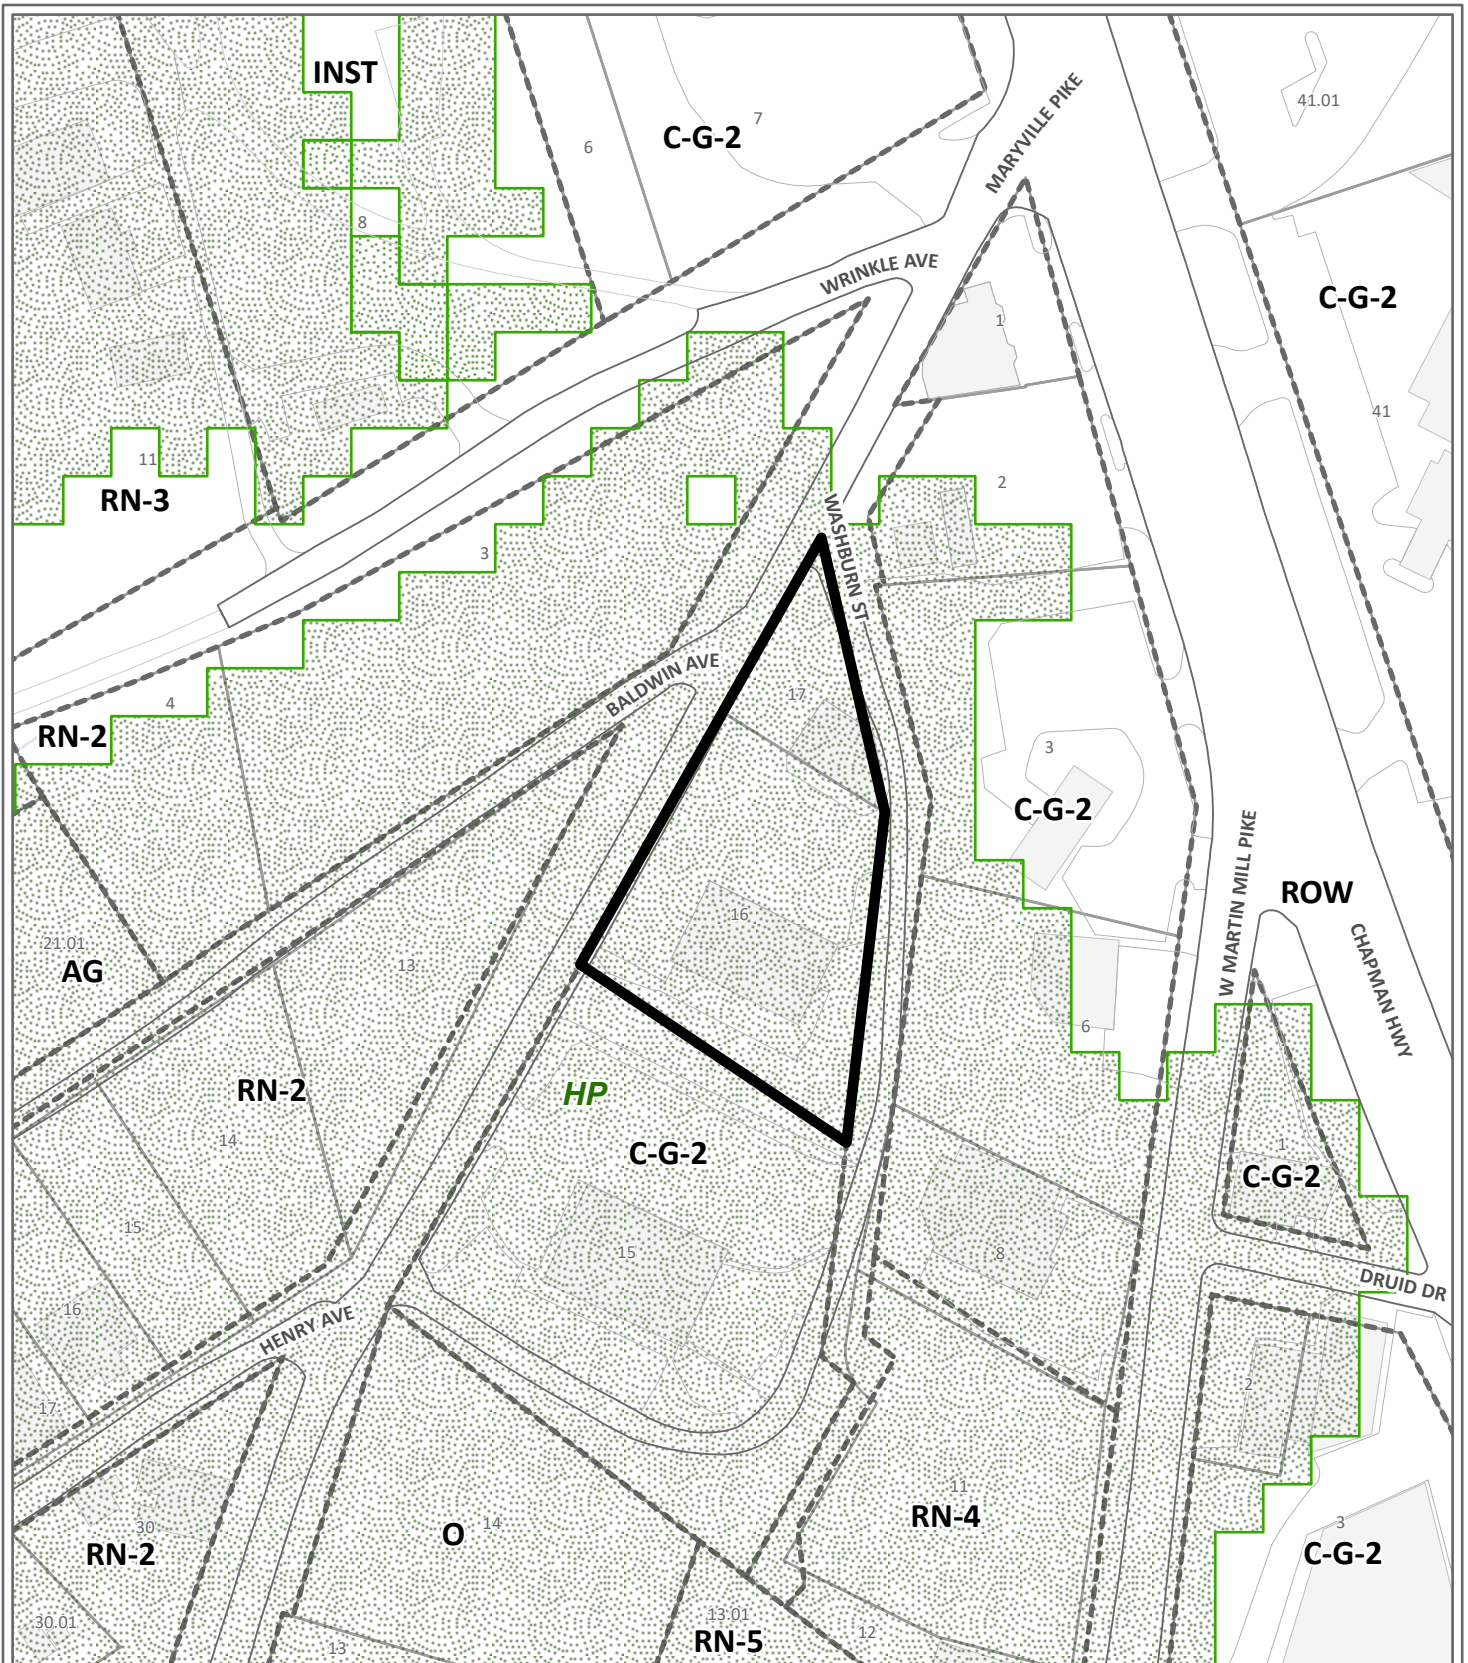 INST
MARYVILLE PIKE
41.01
7
C-G-2
6
8
WRINKLE AVE
C-G-2
1
41
11
RN-3
2
WASHBURN ST
3
BALDWIN AVE
17
4
RN-2
3
C-G-2
W MARTIN MILL PIKE
ROW
16
CHAPMAN HWY
21.01
AG
13
6
RN-2
HP
14
C-G-2
1
C-G-2
15
15
8
DRUID DR
16
HENRY AVE
2
17
11
RN-4
14
O
30
RN-2
3
C-G-2
30.01
13
13.01
RN-5
12